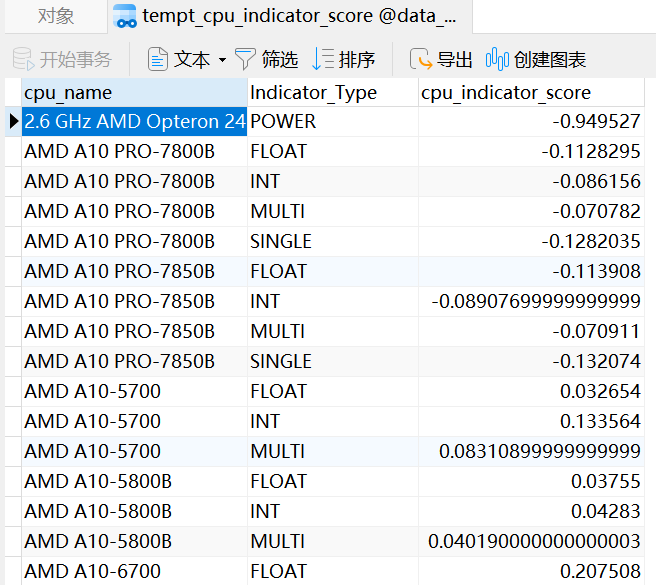 对象 tempt_cpu_indicator_score @data_...
开始事务 文本 筛选 排序 导出 创建图表
cpu_name Indicator_Type cpu_indicator_score
2.6 GHz AMD Opteron 24 POWER -0.949527
AMD A10 PRO-7800B FLOAT -0.1128295
AMD A10 PRO-7800B INT -0.086156
AMD A10 PRO-7800B MULTI -0.070782
AMD A10 PRO-7800B SINGLE -0.1282035
AMD A10 PRO-7850B FLOAT -0.113908
AMD A10 PRO-7850B INT -0.08907699999999999
AMD A10 PRO-7850B MULTI -0.070911
AMD A10 PRO-7850B SINGLE -0.132074
AMD A10-5700 FLOAT 0.032654
AMD A10-5700 INT 0.133564
AMD A10-5700 MULTI 0.08310899999999999
AMD A10-5800B FLOAT 0.03755
AMD A10-5800B INT 0.04283
AMD A10-5800B MULTI 0.040190000000000003
AMD A10-6700 FLOAT 0.207508